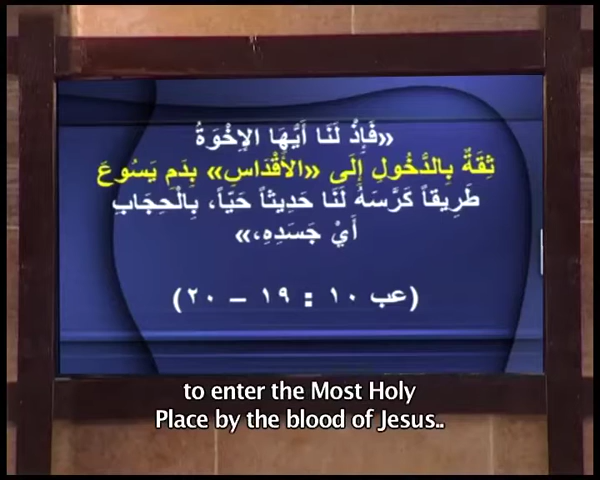 «فَإِذْ لَنَا أَيُّهَا الإِخْوَةُ
ثِقَةٌ بِالدُّخُولِ إِلَى «الأَقْدَاسِ» بِدَمِ يَسُوعَ
طَرِيقاً كَرَّسَهُ لَنَا حَدِيثاً حَيّاً، بِالْحِجَابِ
أَيْ جَسَدِهِ،»
(عب ١٠ : ١٩ – ٢٠)
to enter the Most Holy
Place by the blood of Jesus..